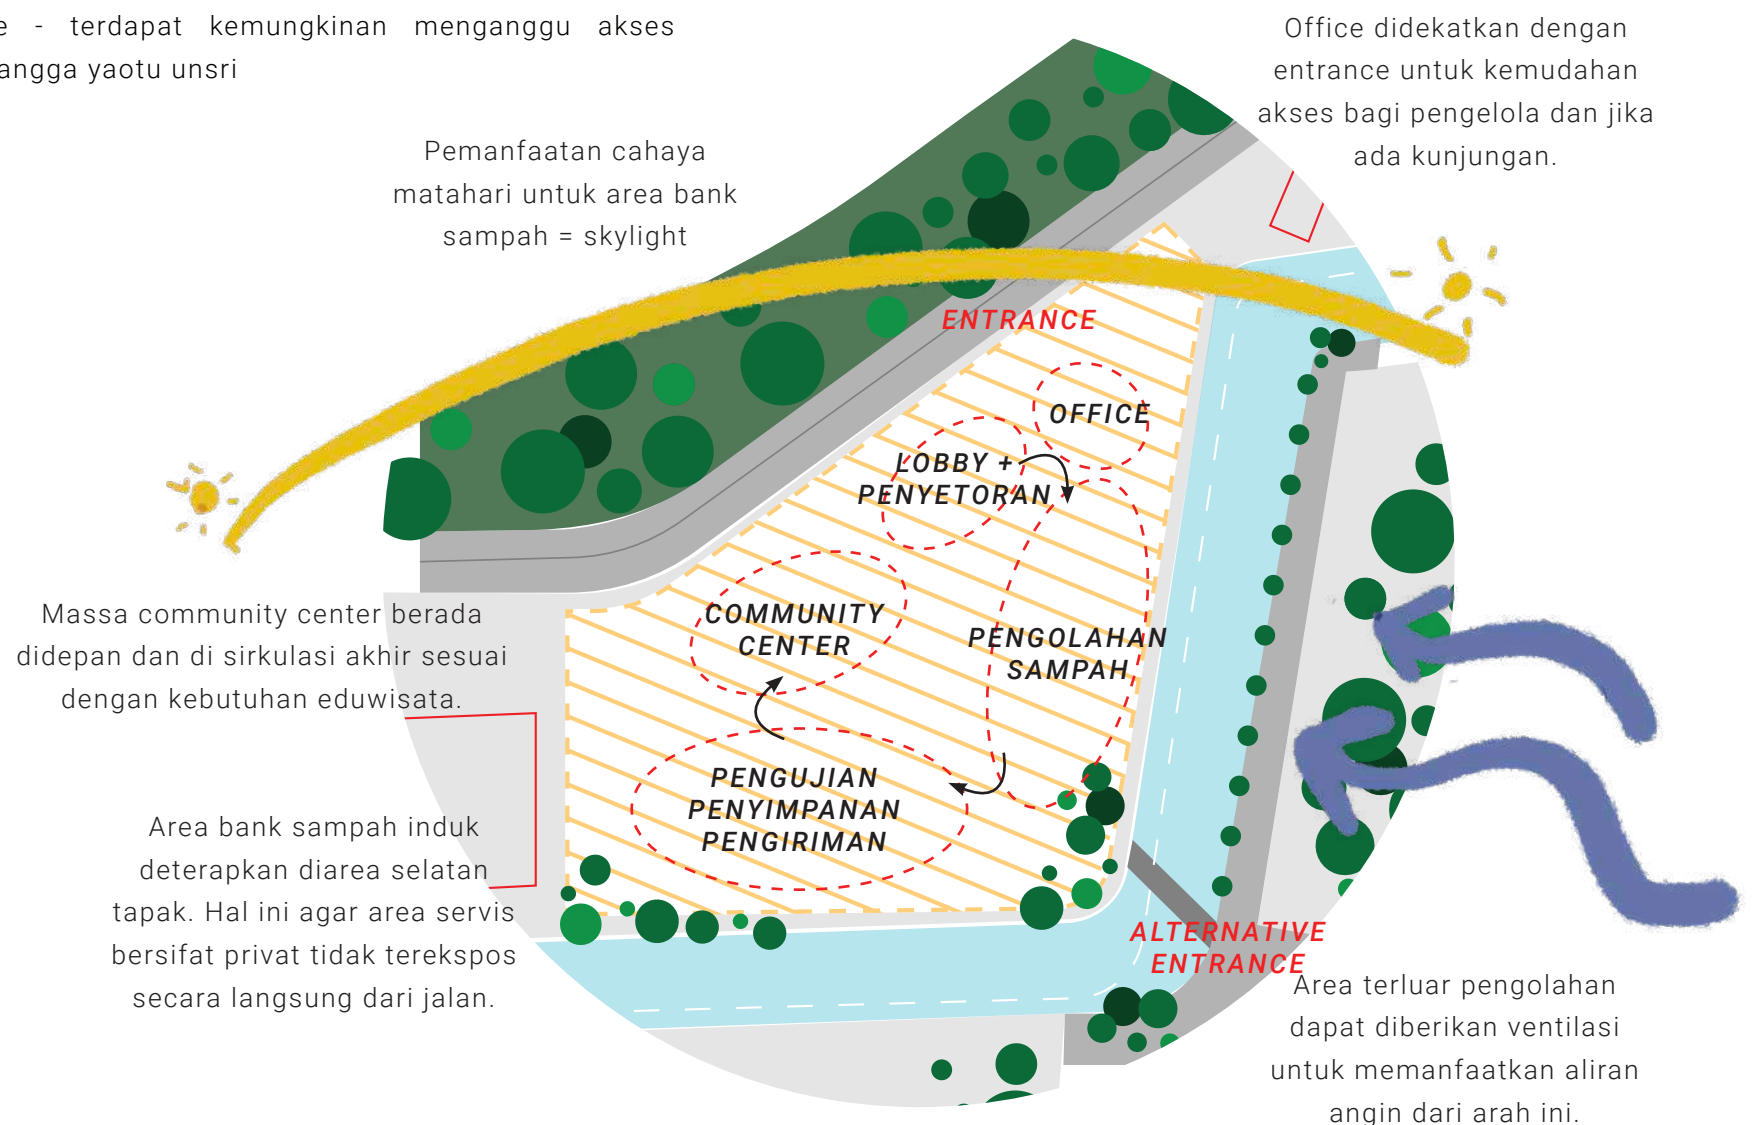 e - terdapat kemungkinan menganggu akses
angga yaotu unsri
Office didekatkan dengan
entrance untuk kemudahan
akses bagi pengelola dan jika
ada kunjungan.
Pemanfaatan cahaya
matahari untuk area bank
sampah = skylight
ENTRANCE
OFFICE
LOBBY +
PENYETORAN
COMMUNITY
CENTER
PENGOLAHAN
SAMPAH
PENGUJIAN
PENYIMPANAN
PENGIRIMAN
Massa community center berada
didepan dan di sirkulasi akhir sesuai
dengan kebutuhan eduwisata.
Area bank sampah induk
deterapkan diarea selatan
tapak. Hal ini agar area servis
bersifat privat tidak terekspos
secara langsung dari jalan.
ALTERNATIVE
ENTRANCE
Area terluar pengolahan
dapat diberikan ventilasi
untuk memanfaatkan aliran
angin dari arah ini.